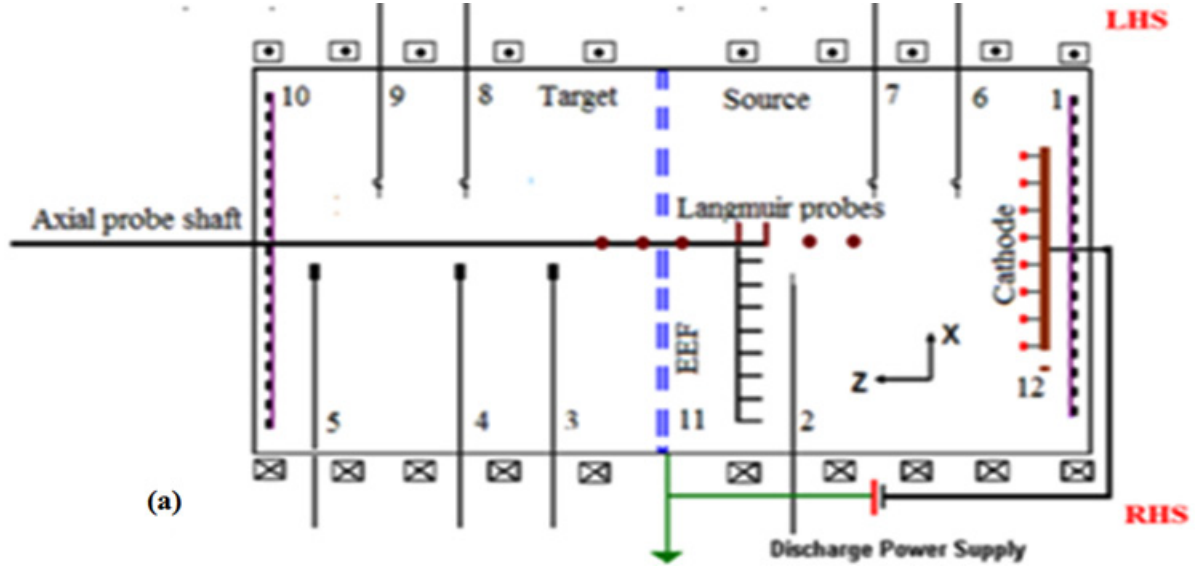 LHS
10 9 8 Target Source 7 6 1
Axial probe shaft
Langmuir probes
Cathode
EEF
X
Z
12
5 4 3 11 2
(a)
RHS
Discharge Power Supply